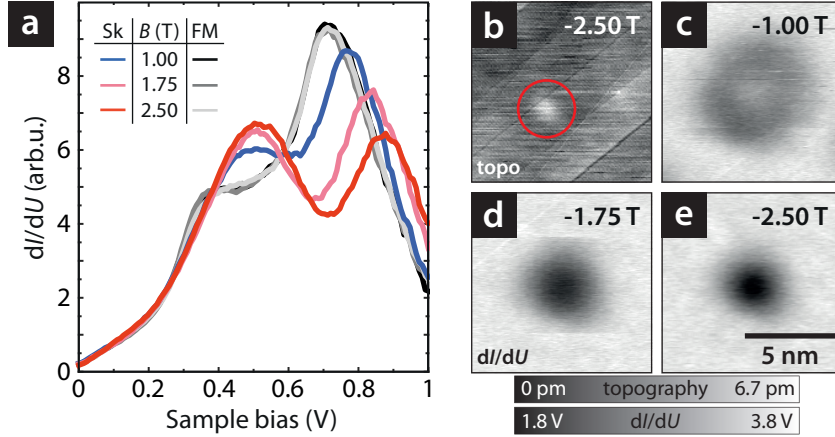 a
Sk B (T) FM
1.00
1.75
2.50
dI/dU (arb.u.)
8
6
4
2
0
0 0.2 0.4 0.6 0.8 1
Sample bias (V)
b -2.50 T
topo
c -1.00 T
d -1.75 T
dI/dU
e -2.50 T
5 nm
0 pm topography 6.7 pm
1.8 V dI/dU 3.8 V